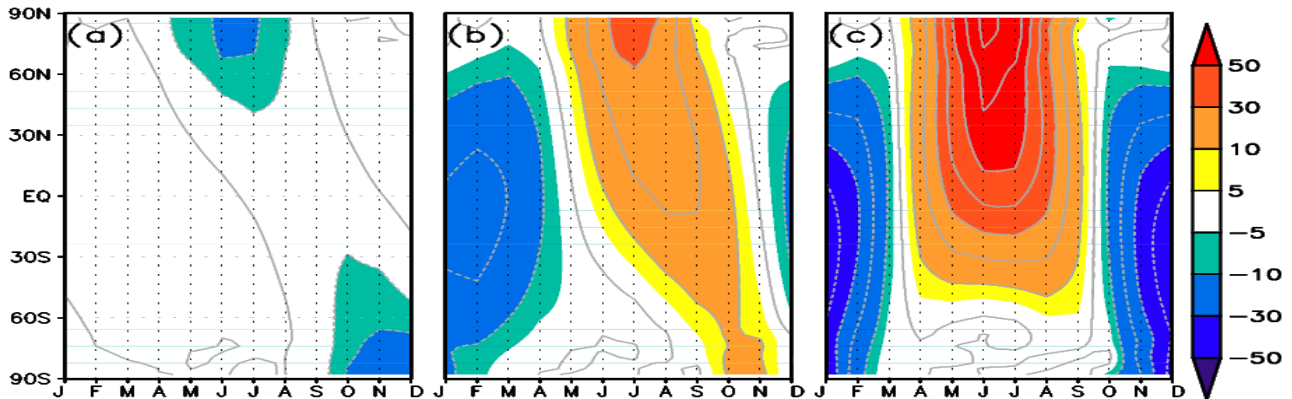 (a) (b) (c)
90N
60N
30N
EQ
30S
60S
90S
J F M A M J J A S O N D
J F M A M J J A S O N D
J F M A M J J A S O N D
50
30
10
5
−5
−10
−30
−50